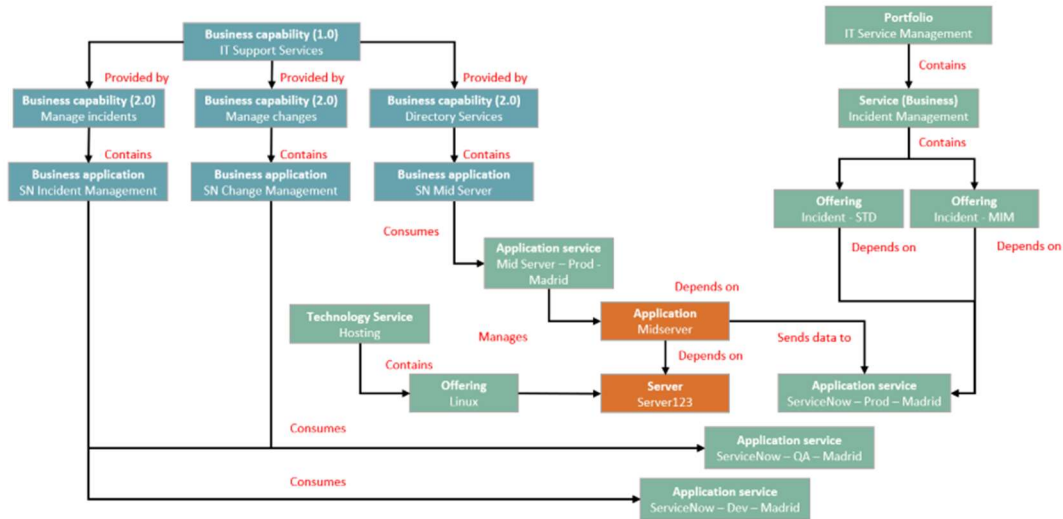 Business capability (1.0)
IT Support Services
Portfolio
IT Service Management
Provided by
Provided by
Provided by
Contains
Business capability (2.0)
Manage incidents
Business capability (2.0)
Manage changes
Business capability (2.0)
Directory Services
Service (Business)
Incident Management
Contains
Contains
Contains
Contains
Business application
SN Incident Management
Business application
SN Change Management
Business application
SN Mid Server
Offering
Incident - STD
Offering
Incident - MIM
Consumes
Depends on
Depends on
Application service
Mid Server – Prod -
Madrid
Depends on
Technology Service
Hosting
Manages
Application
Midserver
Sends data to
Contains
Depends on
Offering
Linux
Server
Server123
Application service
ServiceNow – Prod – Madrid
Consumes
Application service
ServiceNow – QA – Madrid
Consumes
Application service
ServiceNow – Dev – Madrid